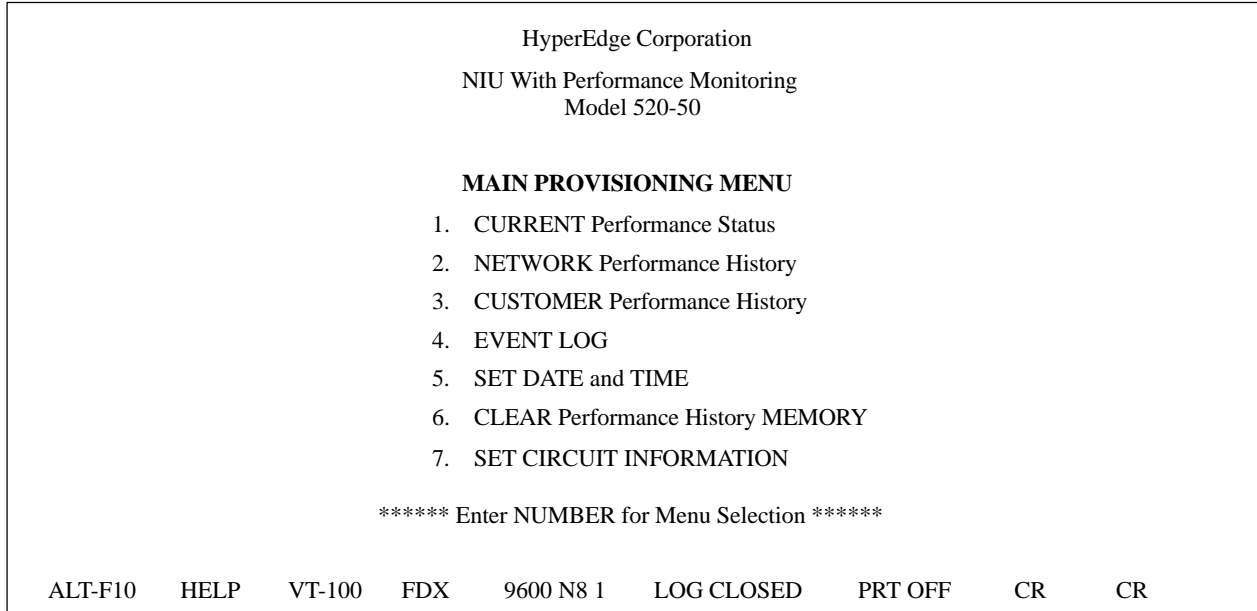 HyperEdge Corporation
NIU With Performance Monitoring
Model 520-50
MAIN PROVISIONING MENU
1. CURRENT Performance Status
2. NETWORK Performance History
3. CUSTOMER Performance History
4. EVENT LOG
5. SET DATE and TIME
6. CLEAR Performance History MEMORY
7. SET CIRCUIT INFORMATION
****** Enter NUMBER for Menu Selection ******
ALT-F10 HELP VT-100 FDX 9600 N8 1 LOG CLOSED PRT OFF CR CR